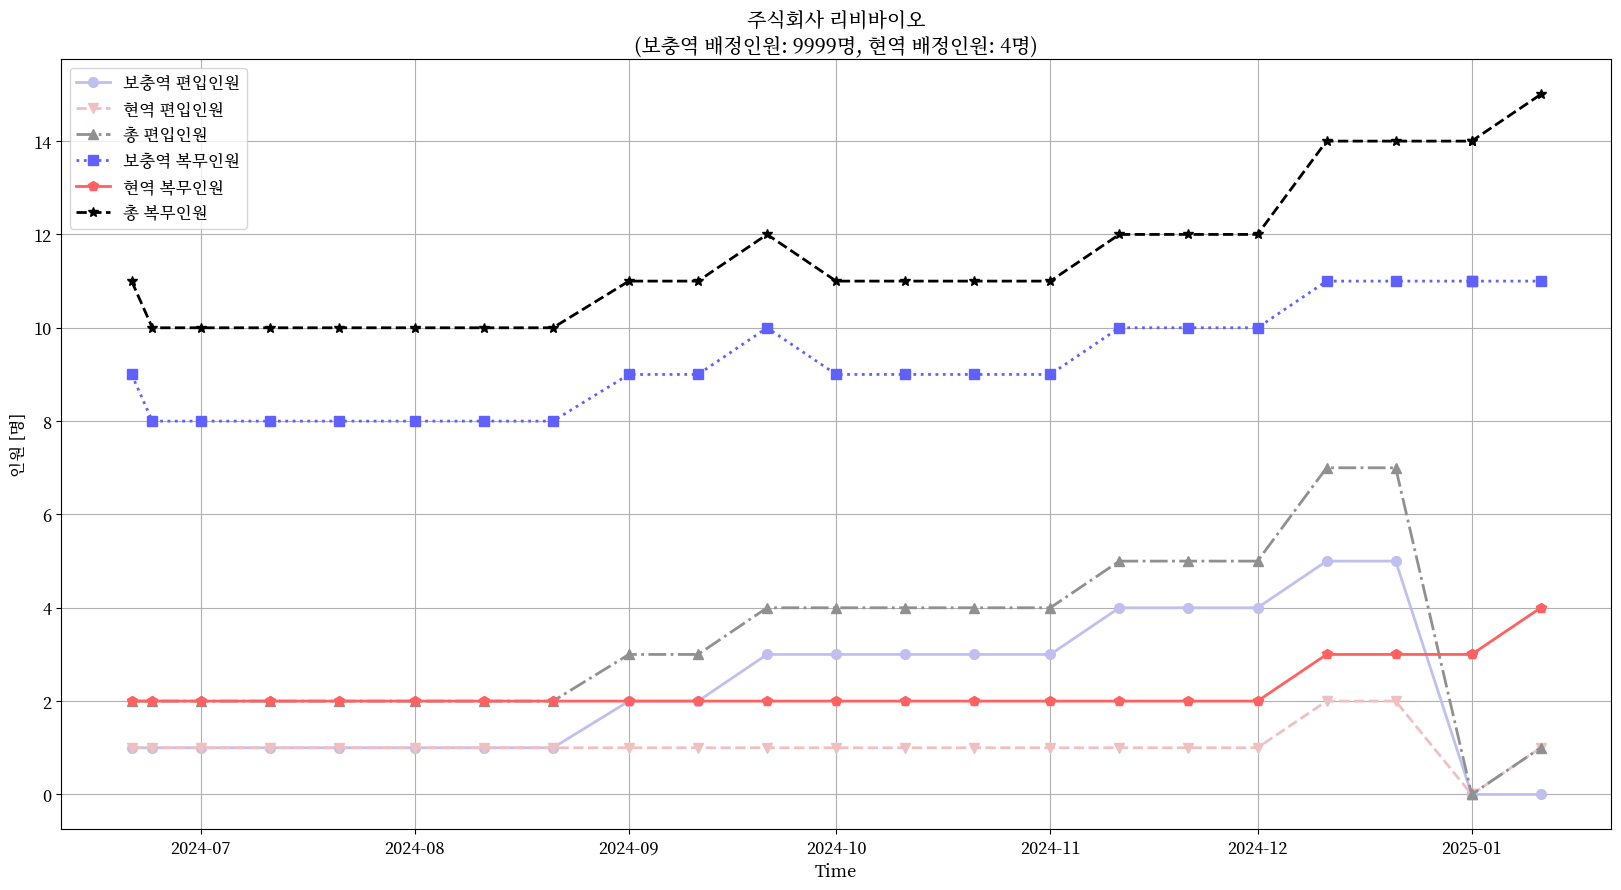 주식회사 리비바이오
(보충역 배정인원: 9999명, 현역 배정인원: 4명)
보충역 편입인원
현역 편입인원
총 편입인원
보충역 복무인원
현역 복무인원
총 복무인원
인원 [명]
14
12
10
8
6
4
2
0
2024-07
2024-08
2024-09
2024-10
2024-11
2024-12
2025-01
Time